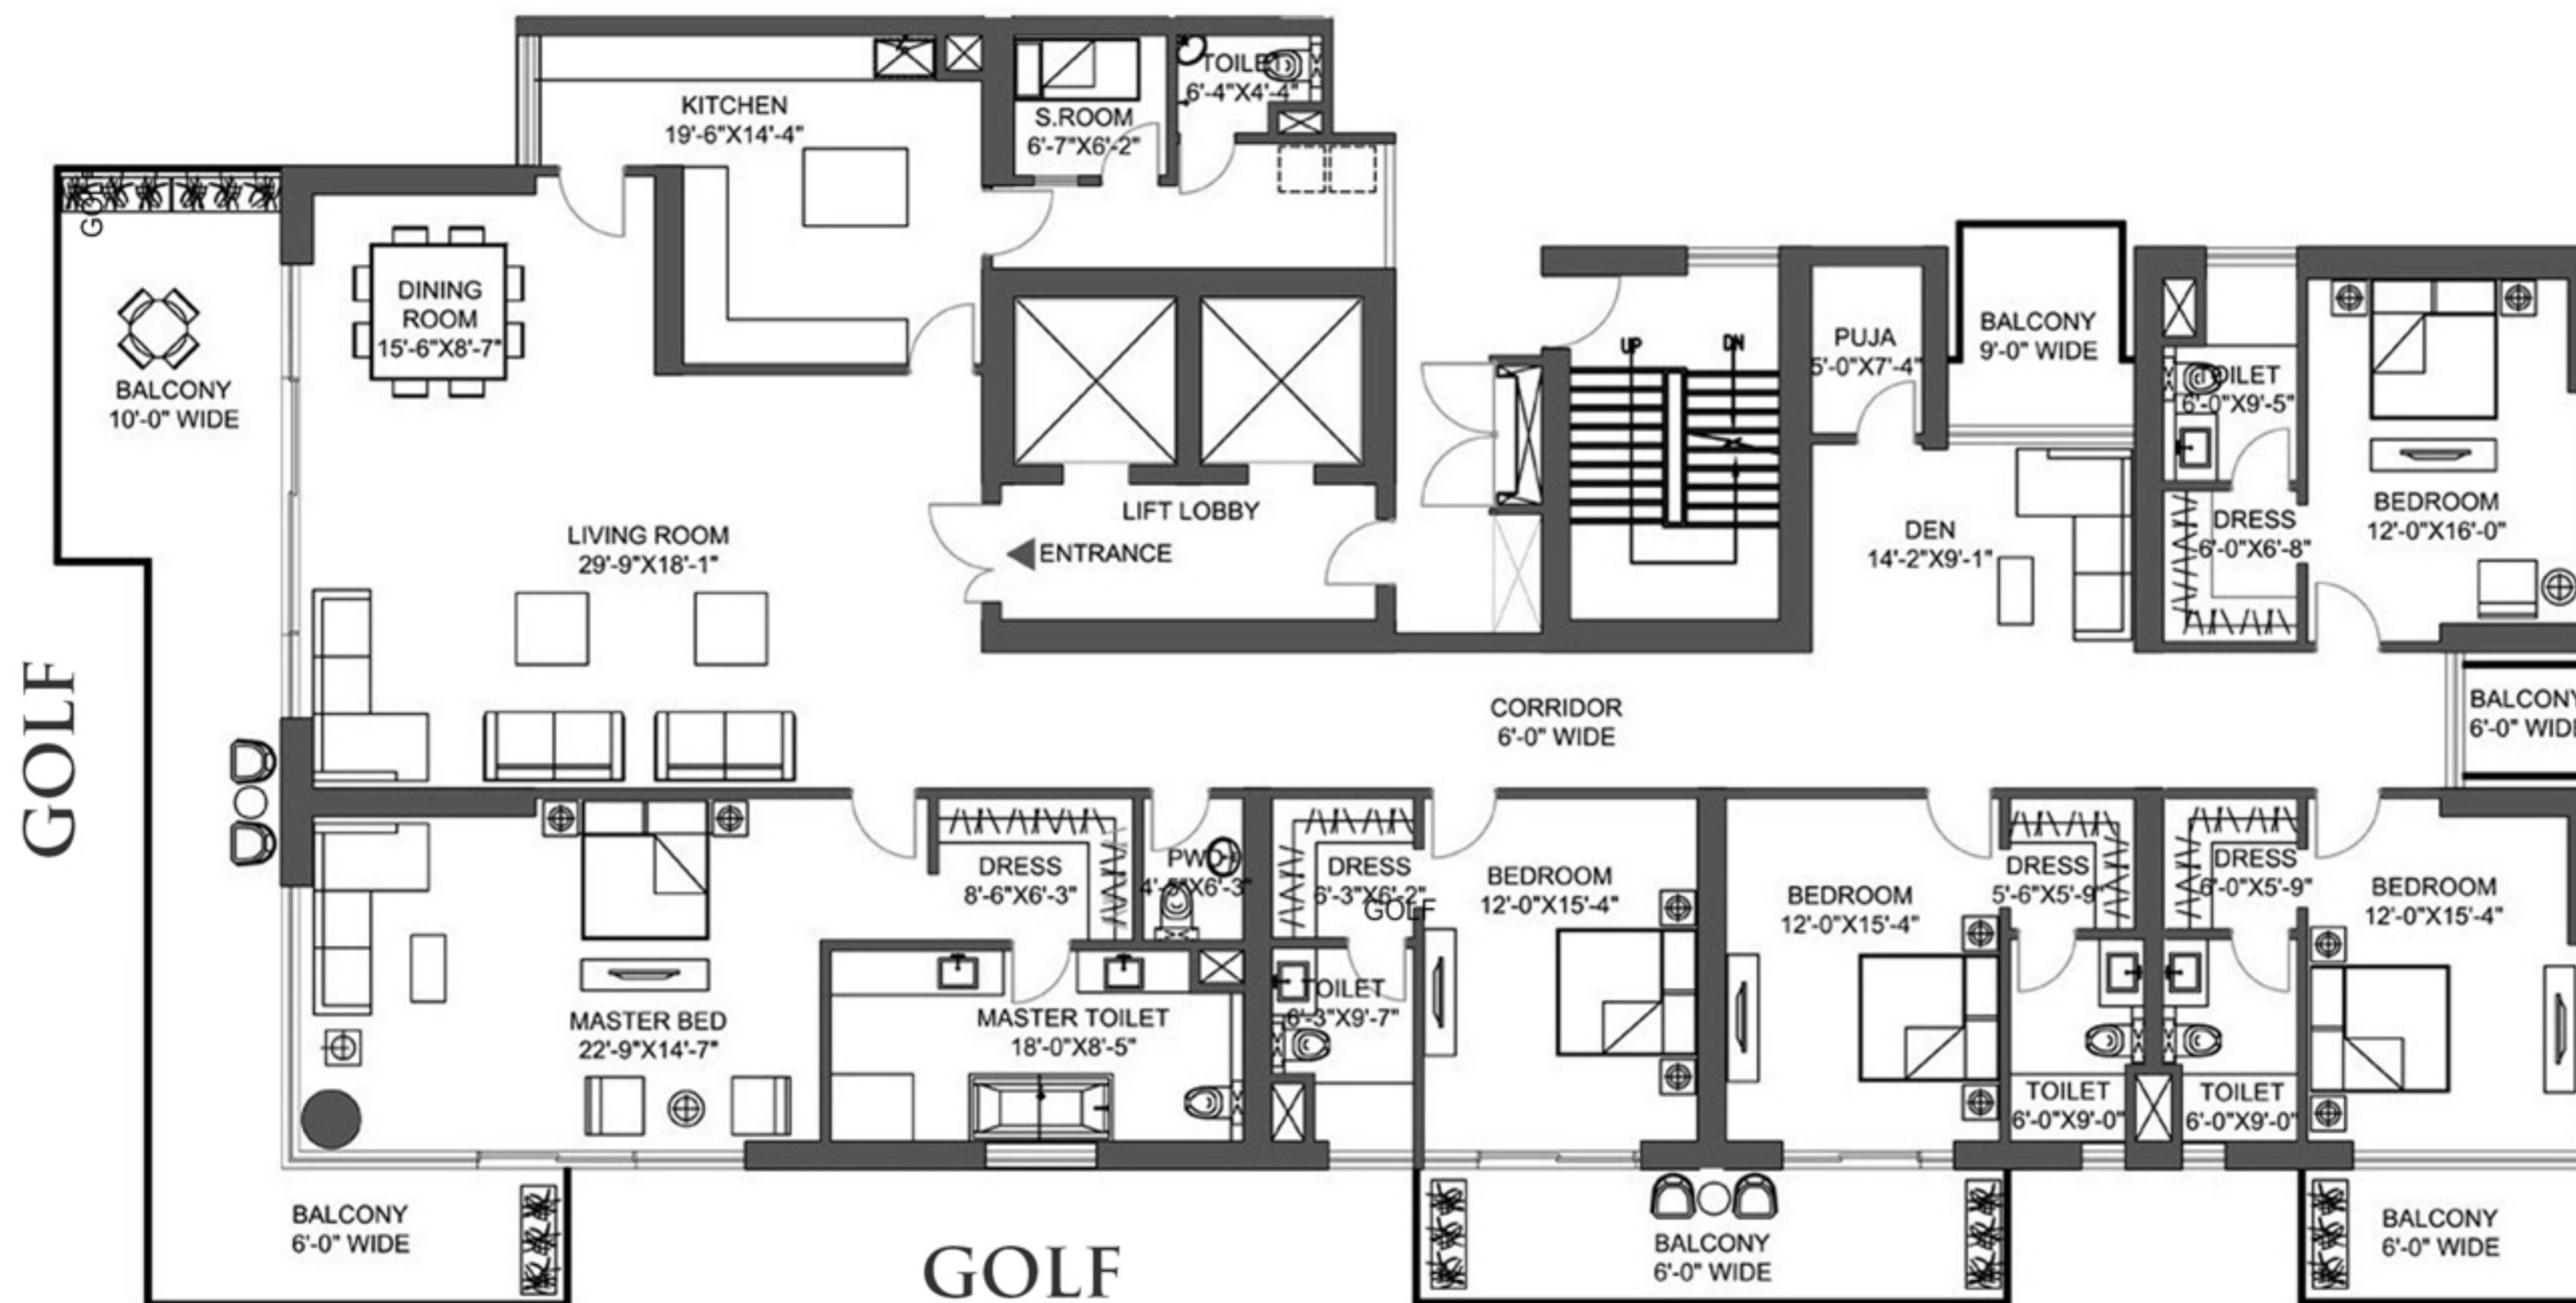 KITCHEN
19'-6"X14'-4"
S.ROOM
6'-7"X6'-2"
TOILET
6'-4"X4'-4"
DINING
ROOM
15'-6"X8'-7"
BALCONY
10'-0" WIDE
LIVING ROOM
29'-9"X18'-1"
LIFT LOBBY
ENTRANCE
UP
DN
PUJA
5'-0"X7'-4"
BALCONY
9'-0" WIDE
TOILET
6'-0"X9'-5"
DEN
14'-2"X9'-1"
DRESS
6'-0"X6'-8"
BEDROOM
12'-0"X16'-0"
GOLF
CORRIDOR
6'-0" WIDE
BALCONY
6'-0" WIDE
DRESS
8'-6"X6'-3"
DRESS
6'-3"X6'-2"
GOLF
BEDROOM
12'-0"X15'-4"
BEDROOM
12'-0"X15'-4"
DRESS
5'-6"X5'-9"
DRESS
6'-0"X5'-9"
BEDROOM
12'-0"X15'-4"
MASTER BED
22'-9"X14'-7"
MASTER TOILET
18'-0"X8'-5"
TOILET
6'-3"X9'-7"
TOILET
6'-0"X9'-0"
TOILET
6'-0"X9'-0"
BALCONY
6'-0" WIDE
GOLF
BALCONY
6'-0" WIDE
BALCONY
6'-0" WIDE